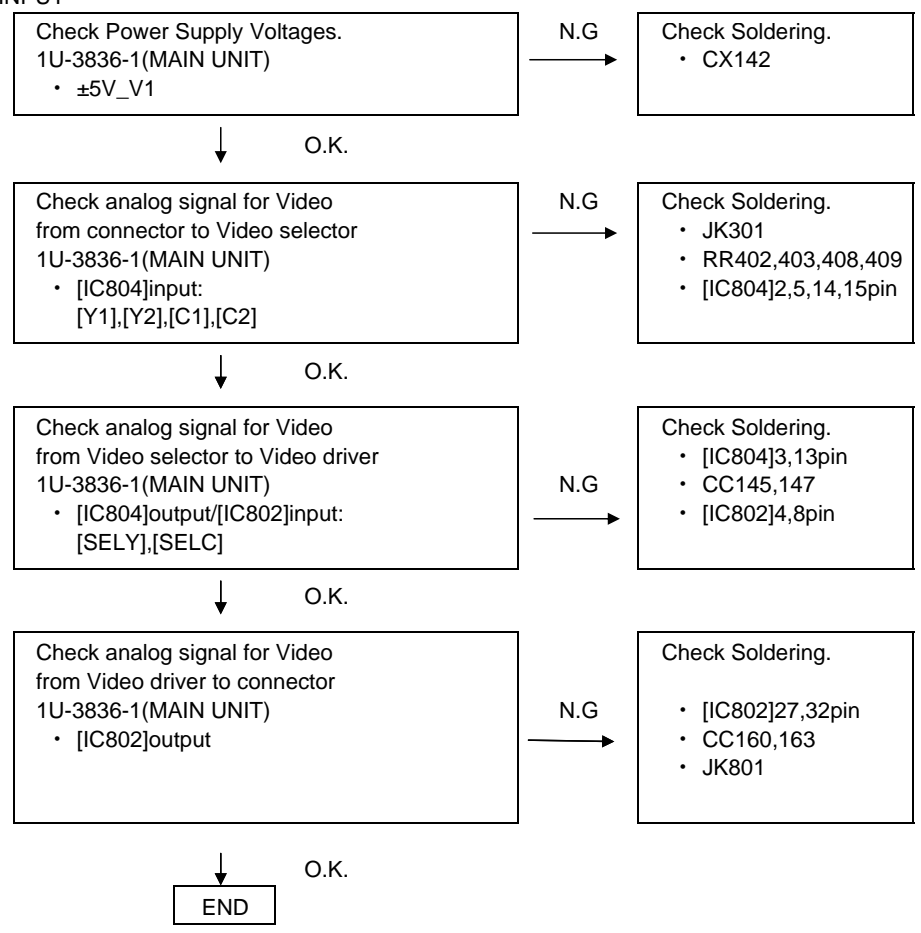 INPUT
Check Power Supply Voltages.
1U-3836-1(MAIN UNIT)
・ ±5V_V1
N.G
Check Soldering.
・ CX142
O.K.
Check analog signal for Video
from connector to Video selector
1U-3836-1(MAIN UNIT)
・ [IC804]input:
[Y1],[Y2],[C1],[C2]
N.G
Check Soldering.
・ JK301
・ RR402,403,408,409
・ [IC804]2,5,14,15pin
O.K.
Check analog signal for Video
from Video selector to Video driver
1U-3836-1(MAIN UNIT)
・ [IC804]output/[IC802]input:
[SELY],[SELC]
N.G
Check Soldering.
・ [IC804]3,13pin
・ CC145,147
・ [IC802]4,8pin
O.K.
Check analog signal for Video
from Video driver to connector
1U-3836-1(MAIN UNIT)
・ [IC802]output
N.G
Check Soldering.
・ [IC802]27,32pin
・ CC160,163
・ JK801
O.K.
END